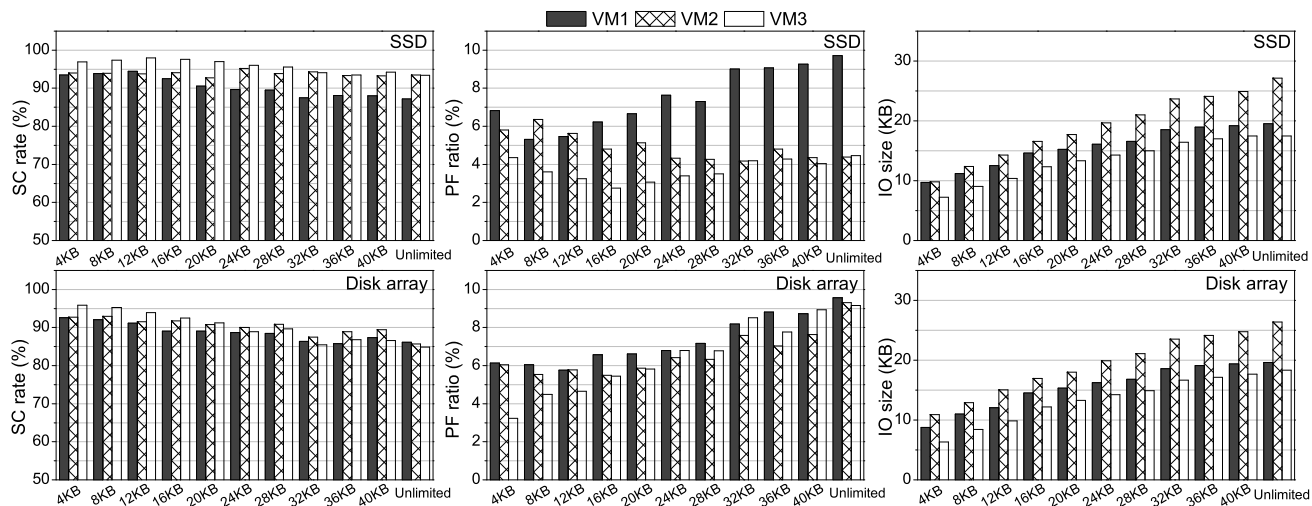 VM1 VM2 VM3
SSD
SC rate (%)
100
90
80
70
60
50
4KB 8KB 12KB 16KB 20KB 24KB 28KB 32KB 36KB 40KB Unlimited
SSD
PF ratio (%)
10
8
6
4
2
0
4KB 8KB 12KB 16KB 20KB 24KB 28KB 32KB 36KB 40KB Unlimited
SSD
IO size (KB)
30
20
10
0
4KB 8KB 12KB 16KB 20KB 24KB 28KB 32KB 36KB 40KB Unlimited
Disk array
SC rate (%)
100
90
80
70
60
50
4KB 8KB 12KB 16KB 20KB 24KB 28KB 32KB 36KB 40KB Unlimited
Disk array
PF ratio (%)
10
8
6
4
2
0
4KB 8KB 12KB 16KB 20KB 24KB 28KB 32KB 36KB 40KB Unlimited
Disk array
IO size (KB)
30
20
10
0
4KB 8KB 12KB 16KB 20KB 24KB 28KB 32KB 36KB 40KB Unlimited